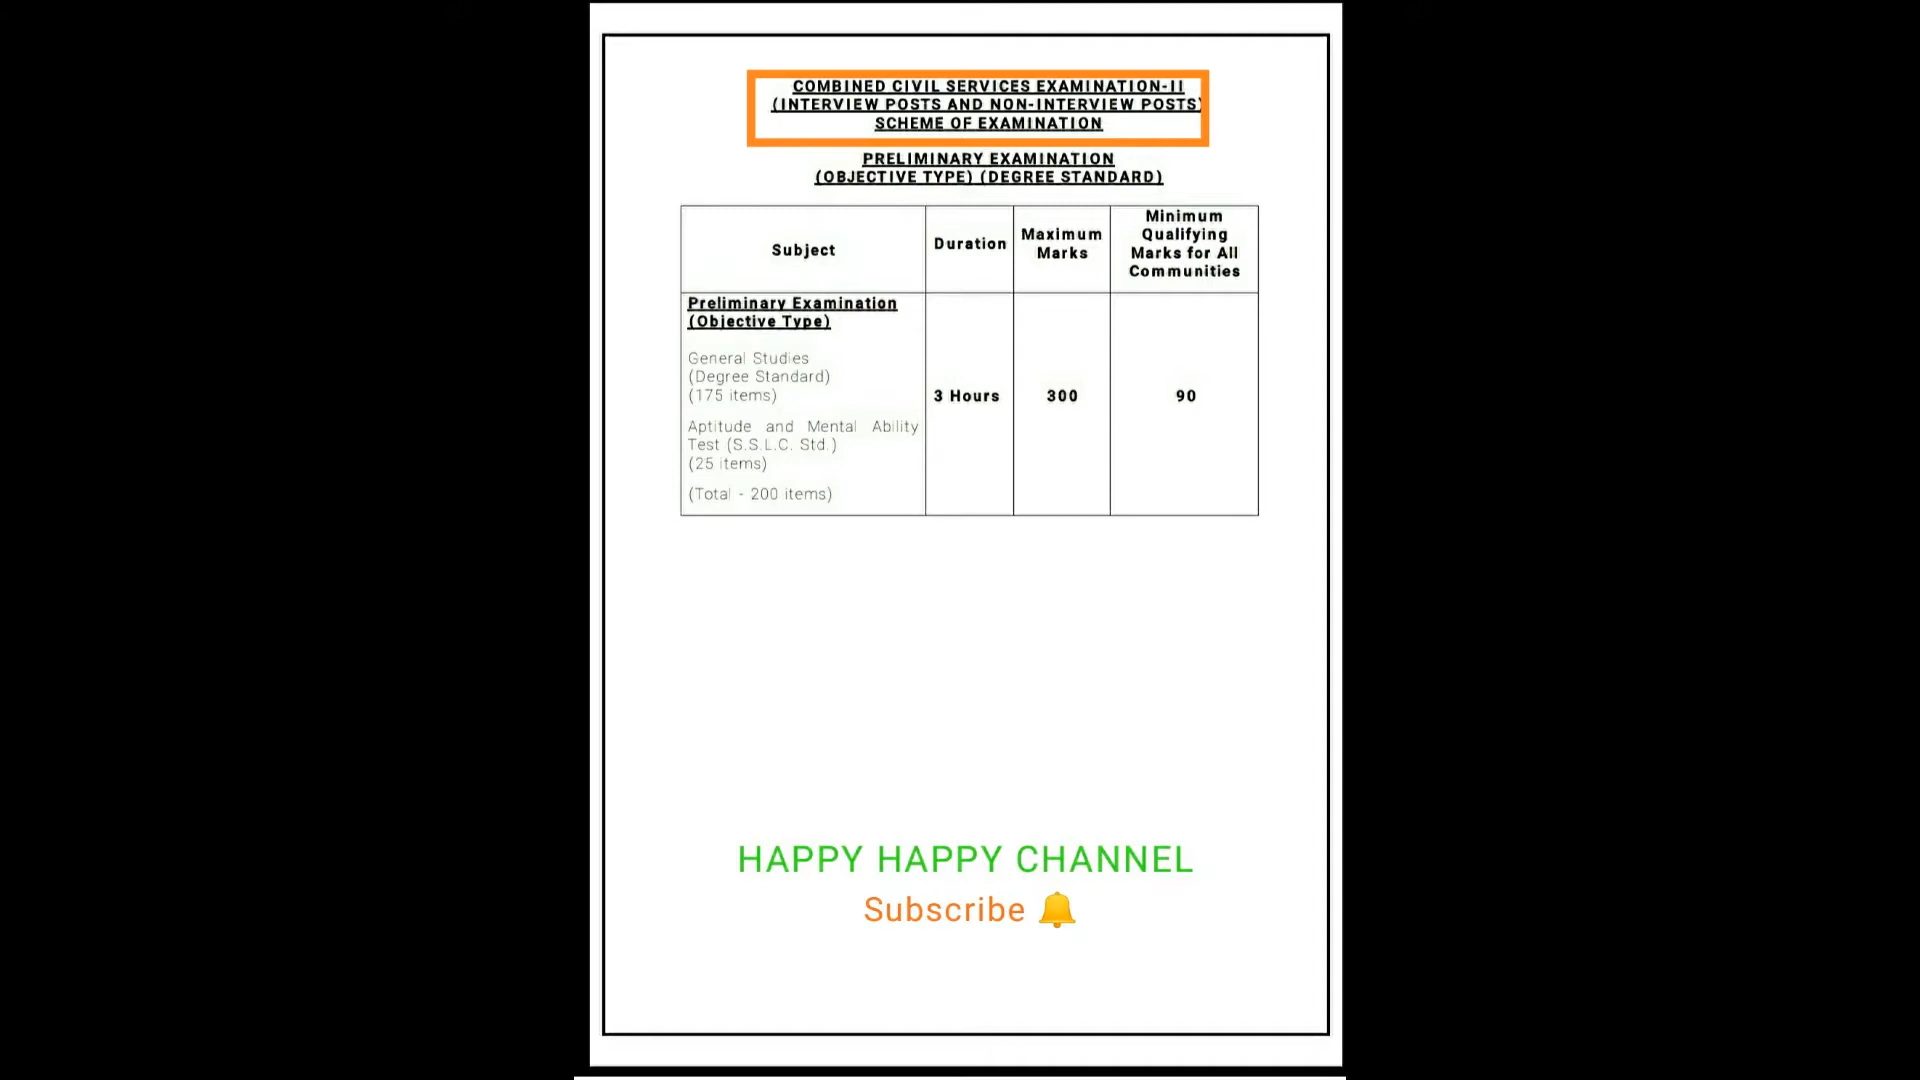 COMBINED CIVIL SERVICES EXAMINATION-II
(INTERVIEW POSTS AND NON-INTERVIEW POSTS)
SCHEME OF EXAMINATION
PRELIMINARY EXAMINATION
(OBJECTIVE TYPE) (DEGREE STANDARD)
Subject
Duration
Maximum
Marks
Minimum
Qualifying
Marks for All
Communities
Preliminary Examination
(Objective Type)
General Studies
(Degree Standard)
(175 items)
Aptitude and Mental Ability
Test (S.S.L.C. Std.)
(25 items)
(Total - 200 items)
3 Hours
300
90
HAPPY HAPPY CHANNEL
Subscribe